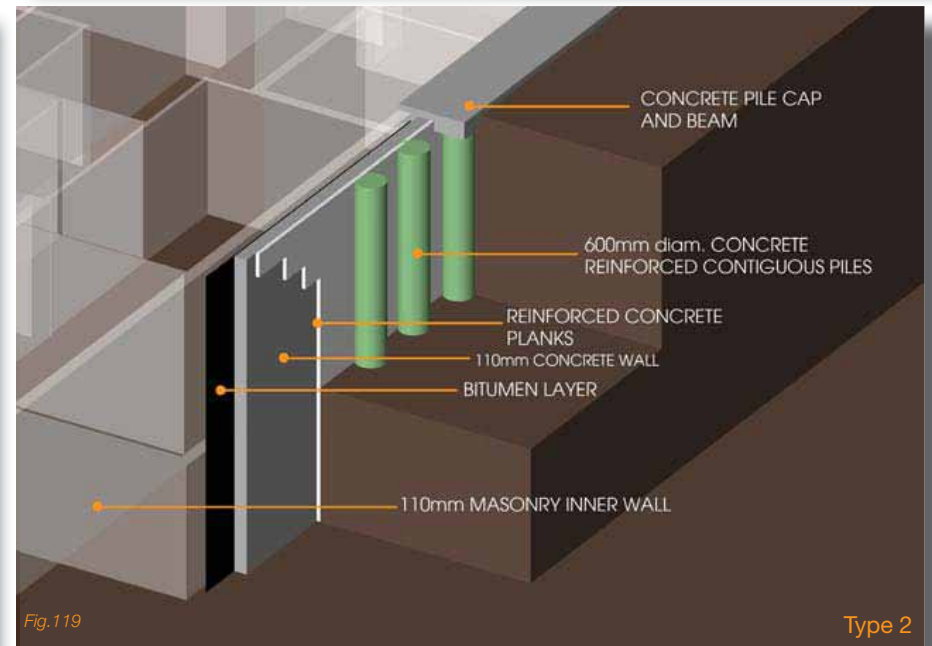 CONCRETE PILE CAP
AND BEAM
600mm diam. CONCRETE
REINFORCED CONTIGUOUS PILES
REINFORCED CONCRETE
PLANKS
110mm CONCRETE WALL
BITUMEN LAYER
110mm MASONRY INNER WALL
Fig.119
Type 2